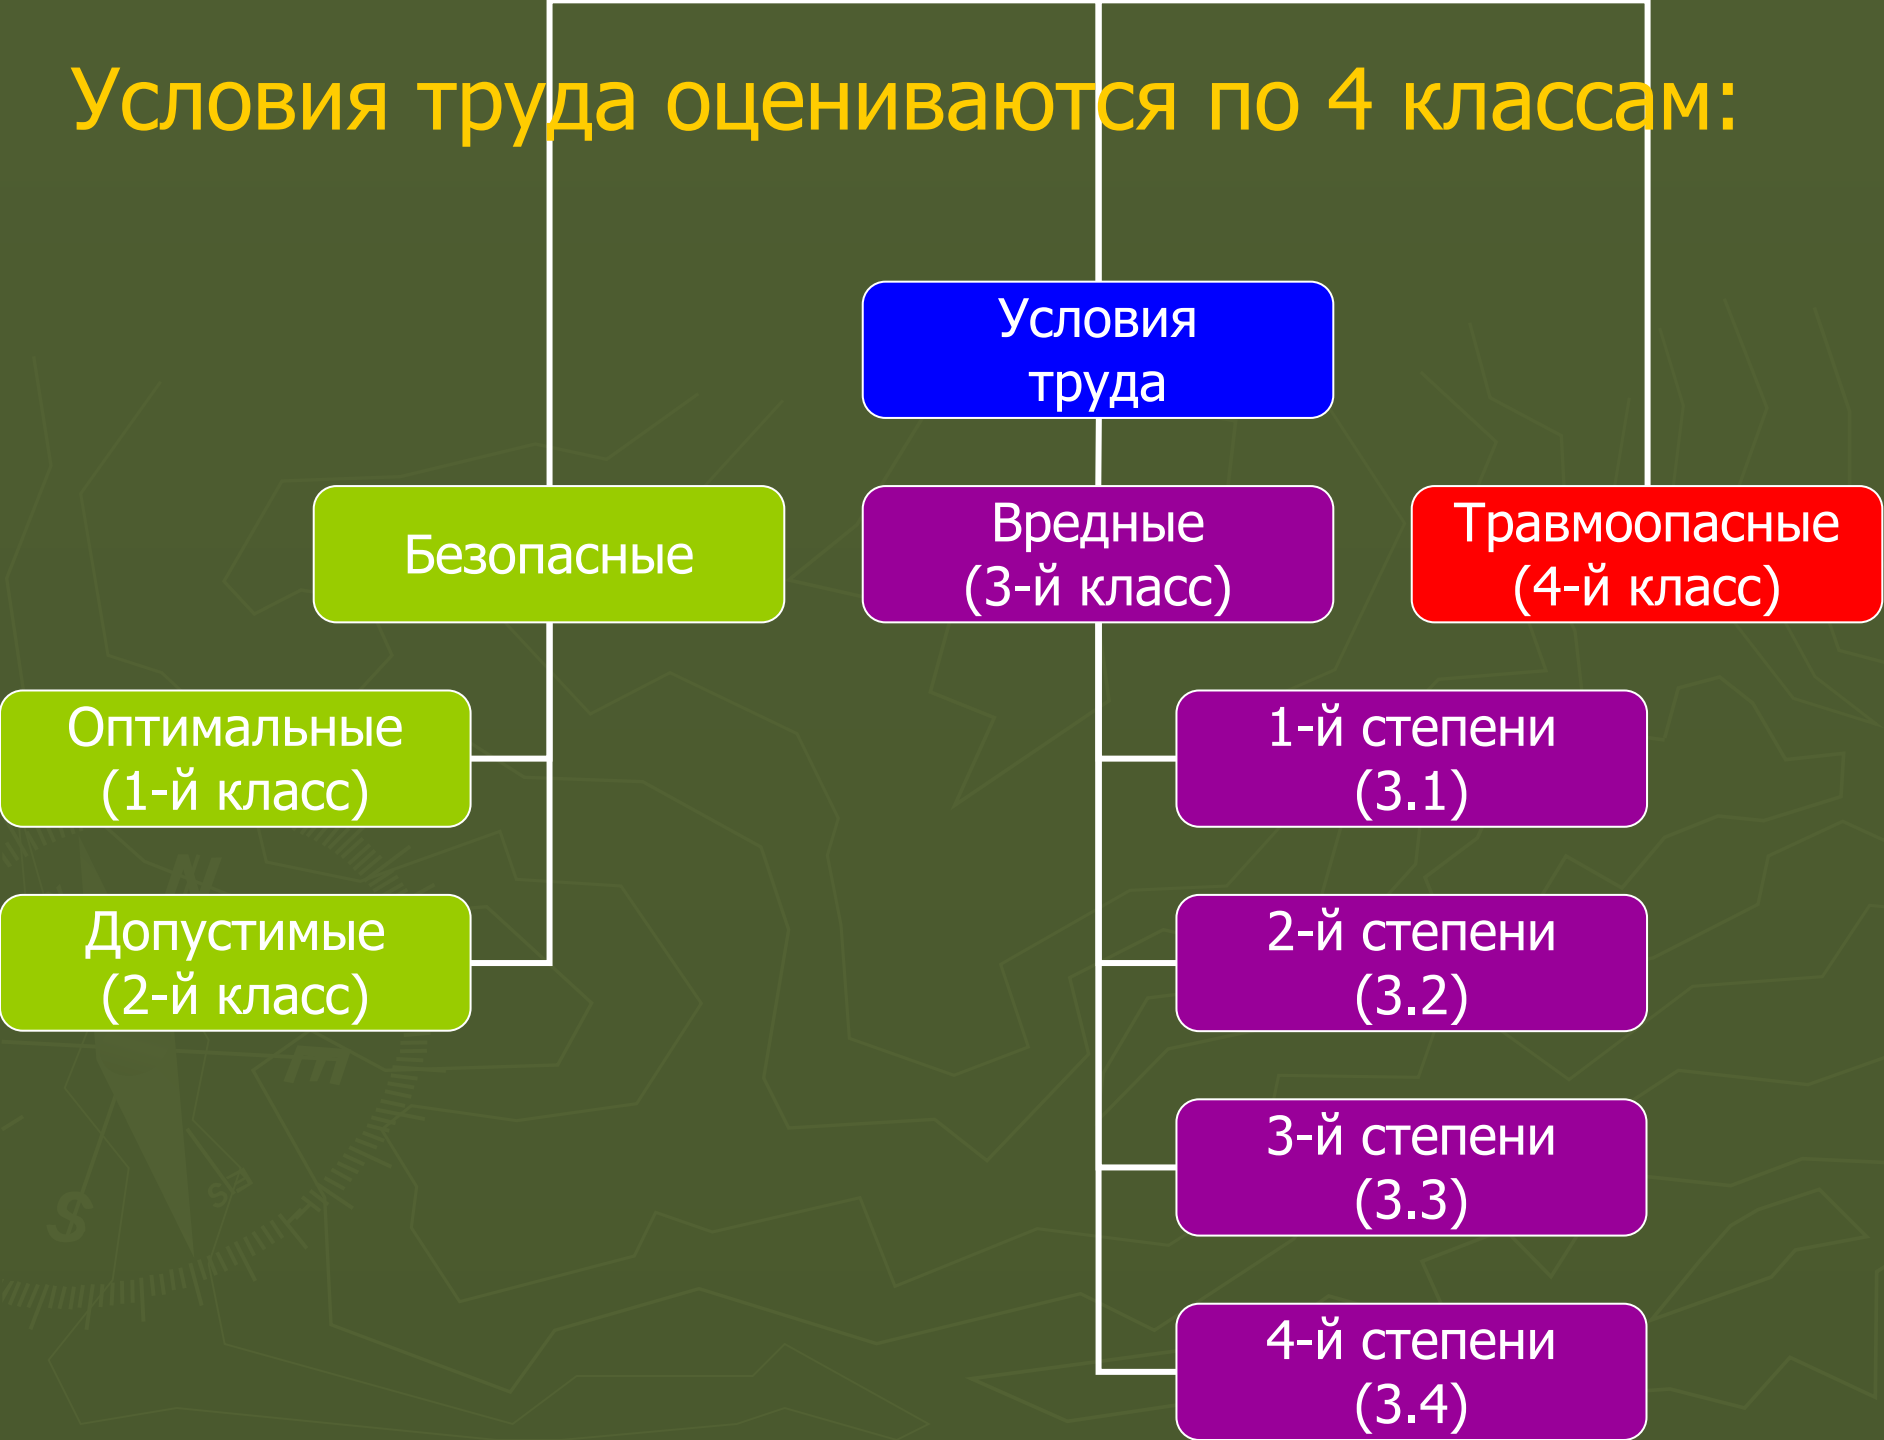 Условия труда оцениваются по 4 классам:
Условия
труда
Безопасные
Вредные
(3-й класс)
Травмоопасные
(4-й класс)
Оптимальные
(1-й класс)
Допустимые
(2-й класс)
1-й степени
(3.1)
2-й степени
(3.2)
3-й степени
(3.3)
4-й степени
(3.4)
N
E
S